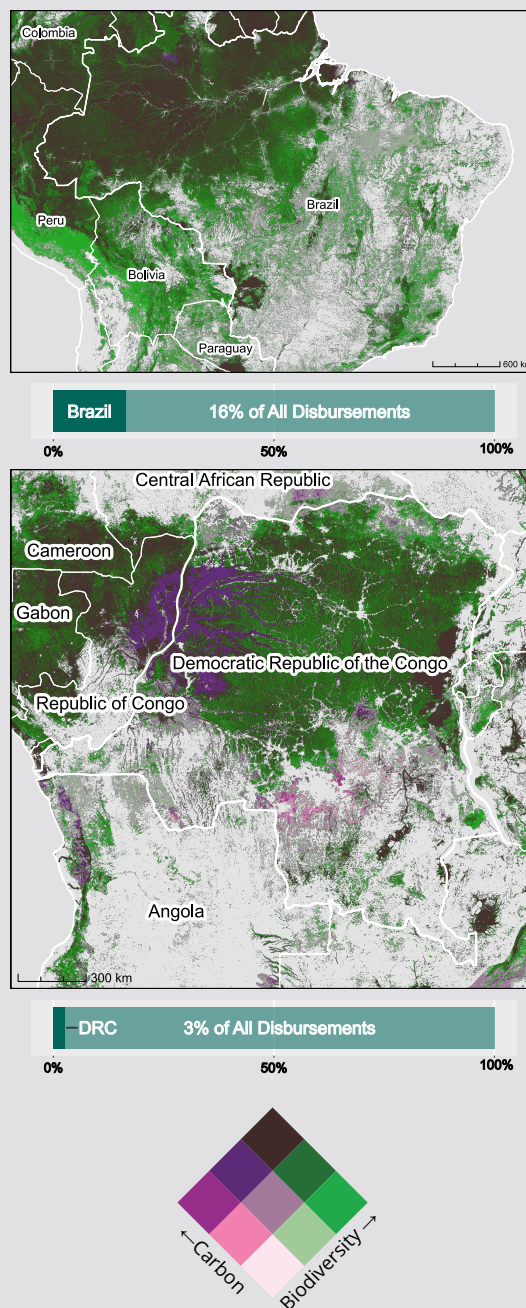 Colombia
Peru
Brazil
Bolivia
Paraguay
600 km
Brazil 16% of All Disbursements
0% 50% 100%
Central African Republic
Cameroon
Gabon
Democratic Republic of the Congo
Republic of Congo
Angola
300 km
DRC 3% of All Disbursements
0% 50% 100%
←Carbon
Biodiversity→